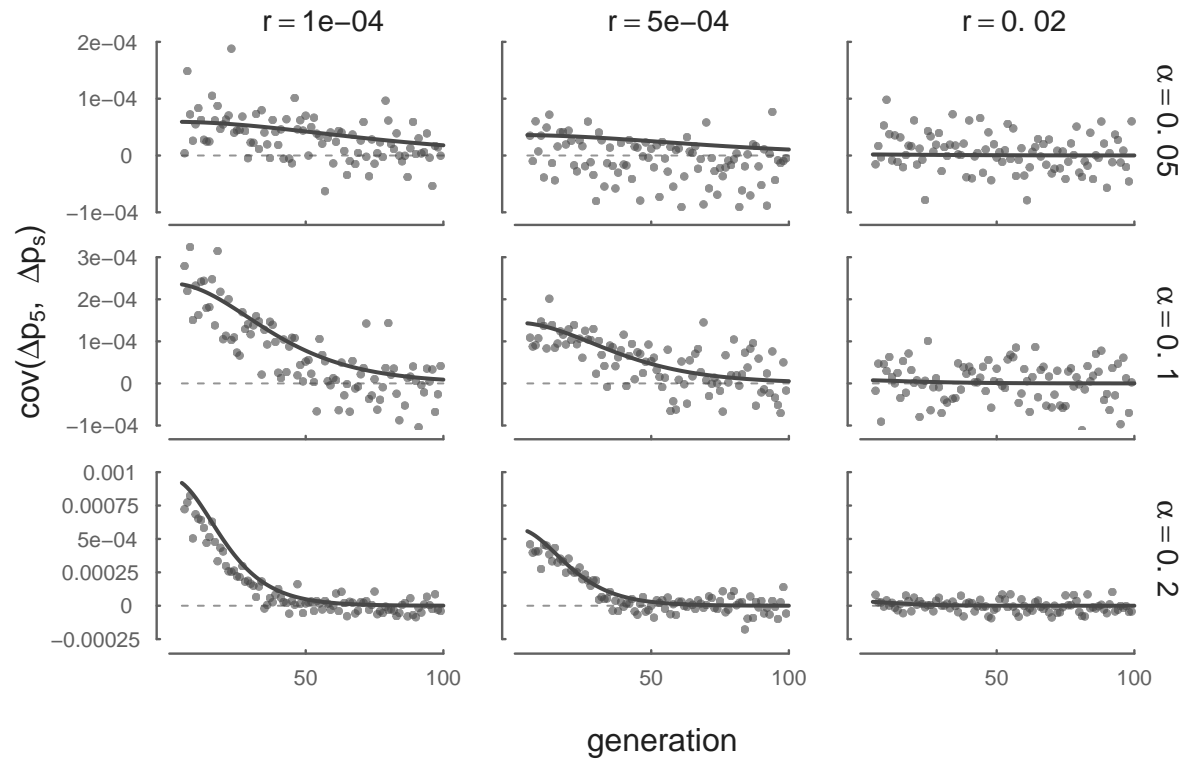 r = 1e−04
r = 5e−04
r = 0. 02
2e−04
1e−04
0
−1e−04
α = 0. 05
3e−04
2e−04
1e−04
0
−1e−04
α = 0. 1
0.001
0.00075
5e−04
0.00025
0
−0.00025
α = 0. 2
cov(Δp₅, Δpₛ)
50
100
50
100
50
100
generation